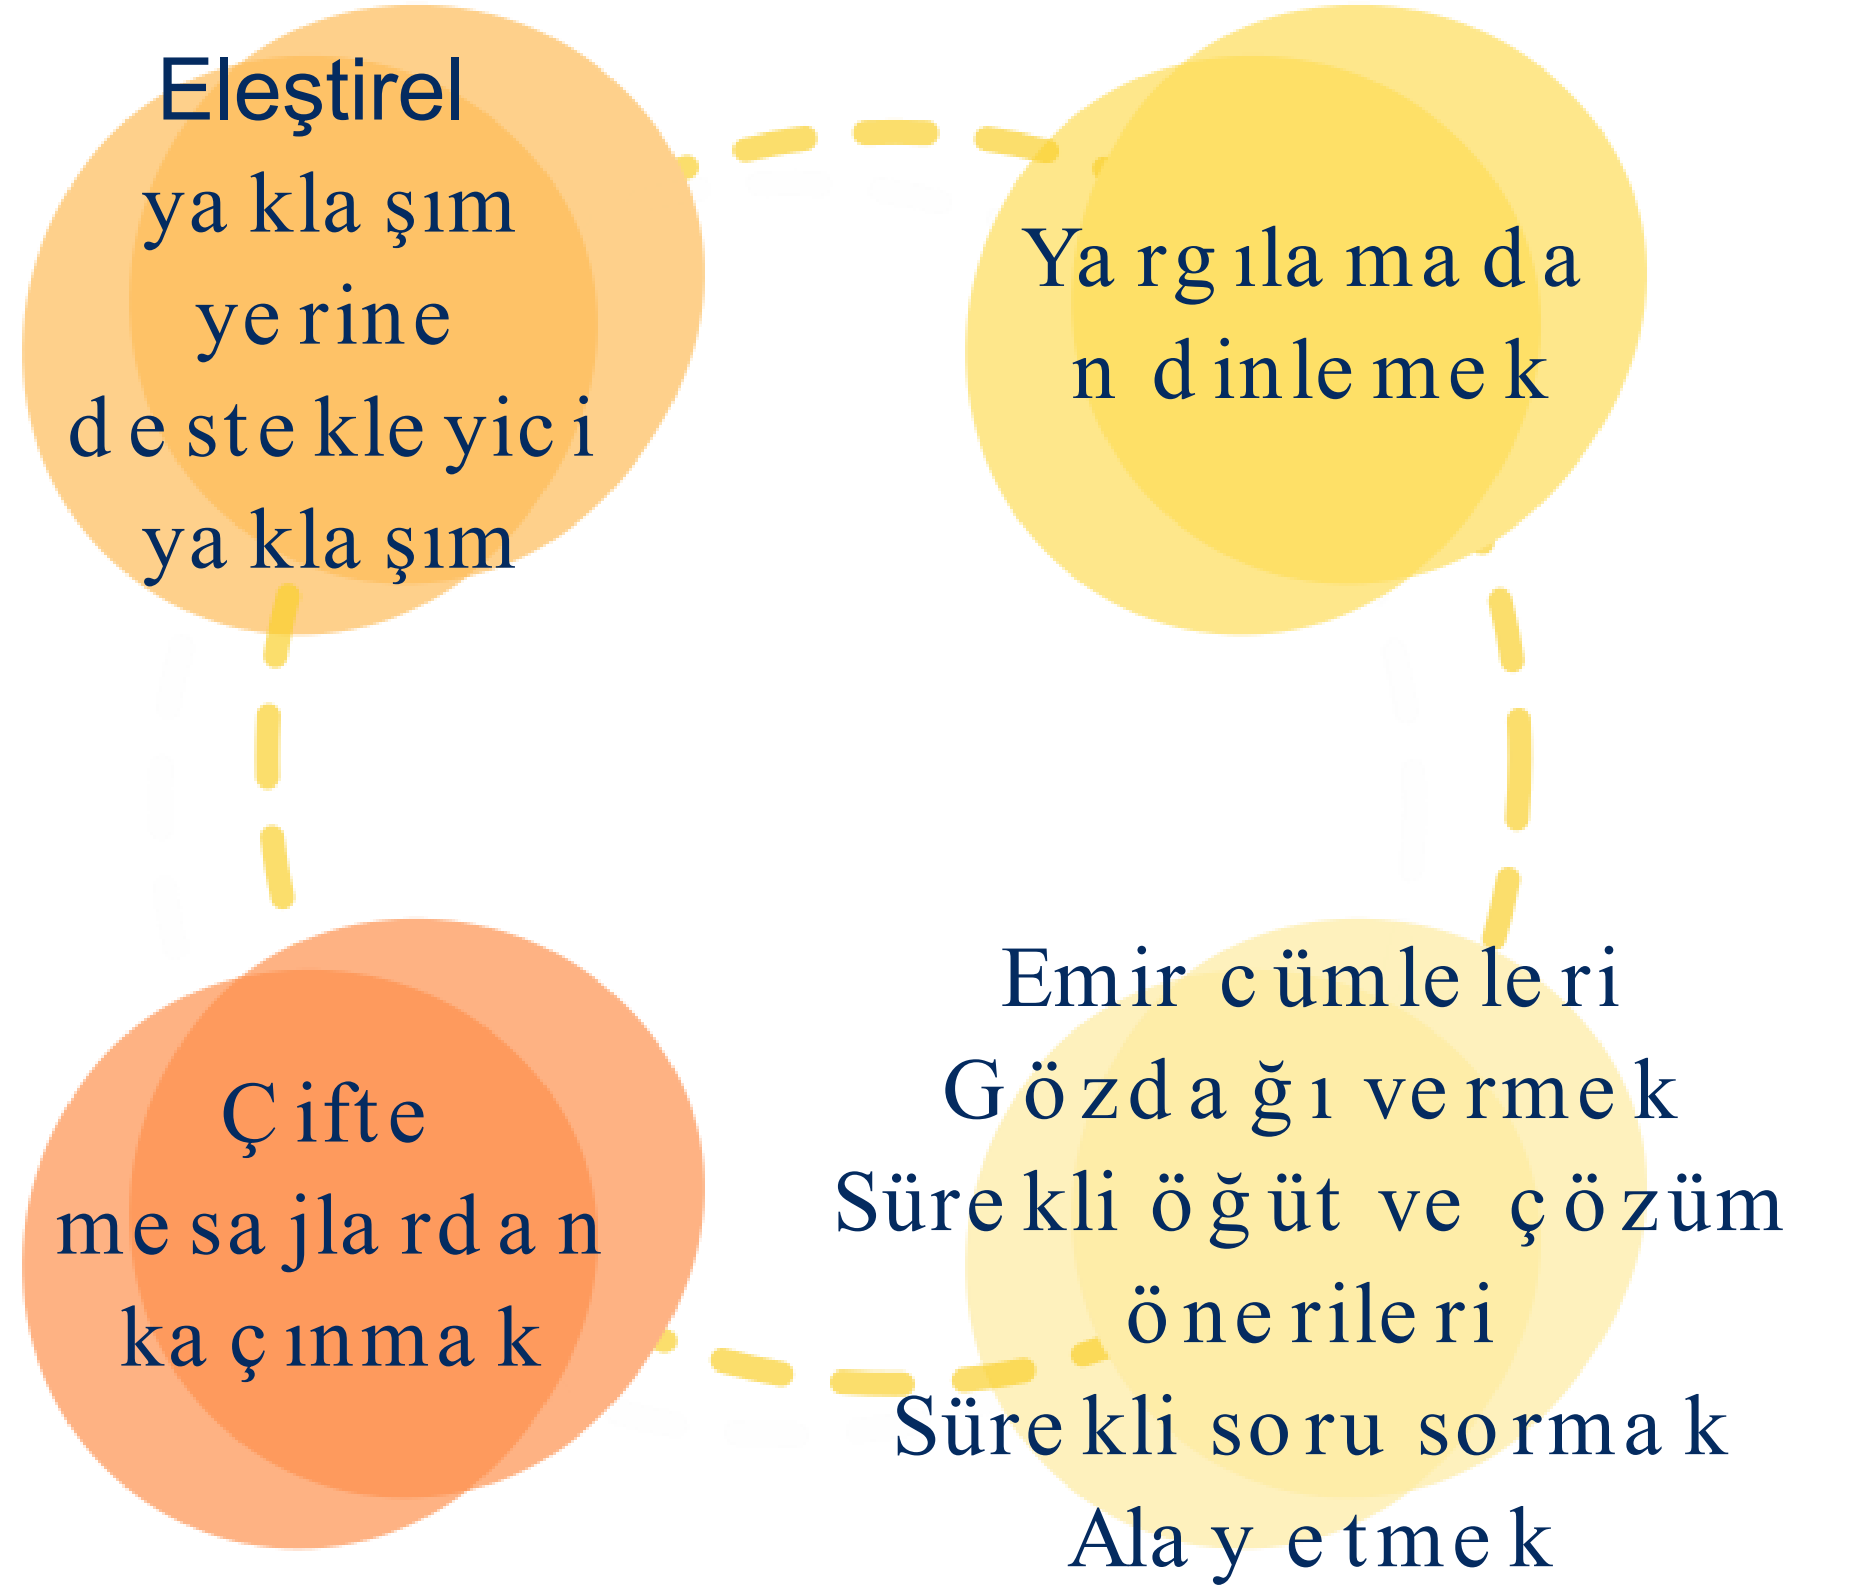 Eleştirel
yaklaşım
yerine
destekleyici
yaklaşım
Yargılamada
n dinlemek
Çifte
mesajlardan
kaçınmak
Emir cümleleri
Gözdağı vermek
Sürekli öğüt ve çözüm
önerileri
Sürekli soru sormak
Alay etmek